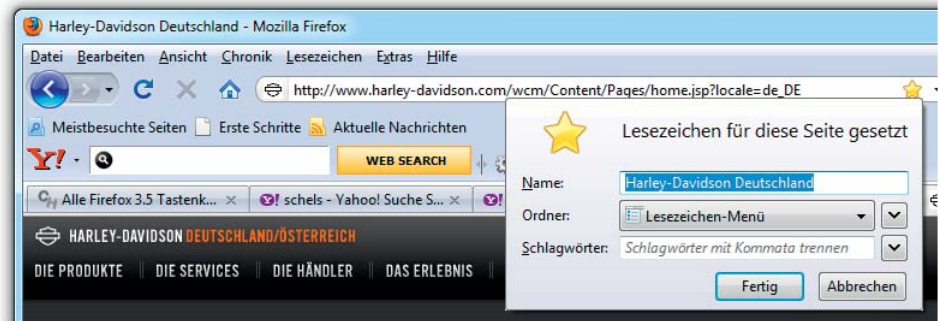 Harley-Davidson Deutschland - Mozilla Firefox
Datei Bearbeiten Ansicht Chronik Lesezeichen Extras Hilfe
http://www.harley-davidson.com/wcm/Content/Pages/home.jsp?locale=de_DE
Meistbesuchte Seiten Erste Schritte Aktuelle Nachrichten
Y! WEB SEARCH
Alle Firefox 3.5 Tastenk... schels - Yahoo! Suche S...
HARLEY-DAVIDSON DEUTSCHLAND/ÖSTERREICH
DIE PRODUKTE DIE SERVICES DIE HÄNDLER DAS ERLEBNIS
Lesezeichen für diese Seite gesetzt
Name: Harley-Davidson Deutschland
Ordner: Lesezeichen-Menü
Schlagwörter: Schlagwörter mit Kommata trennen
Fertig Abbrechen